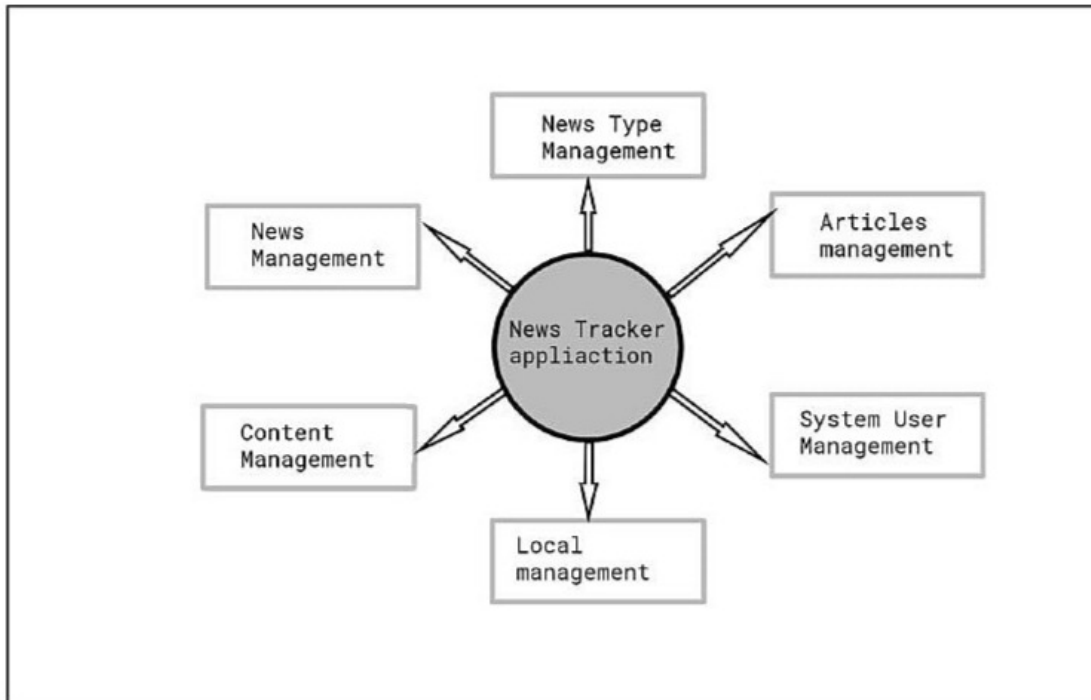 News Type
Management
Articles
management
News
Management
News Tracker
appliaction
Content
Management
System User
Management
Local
management